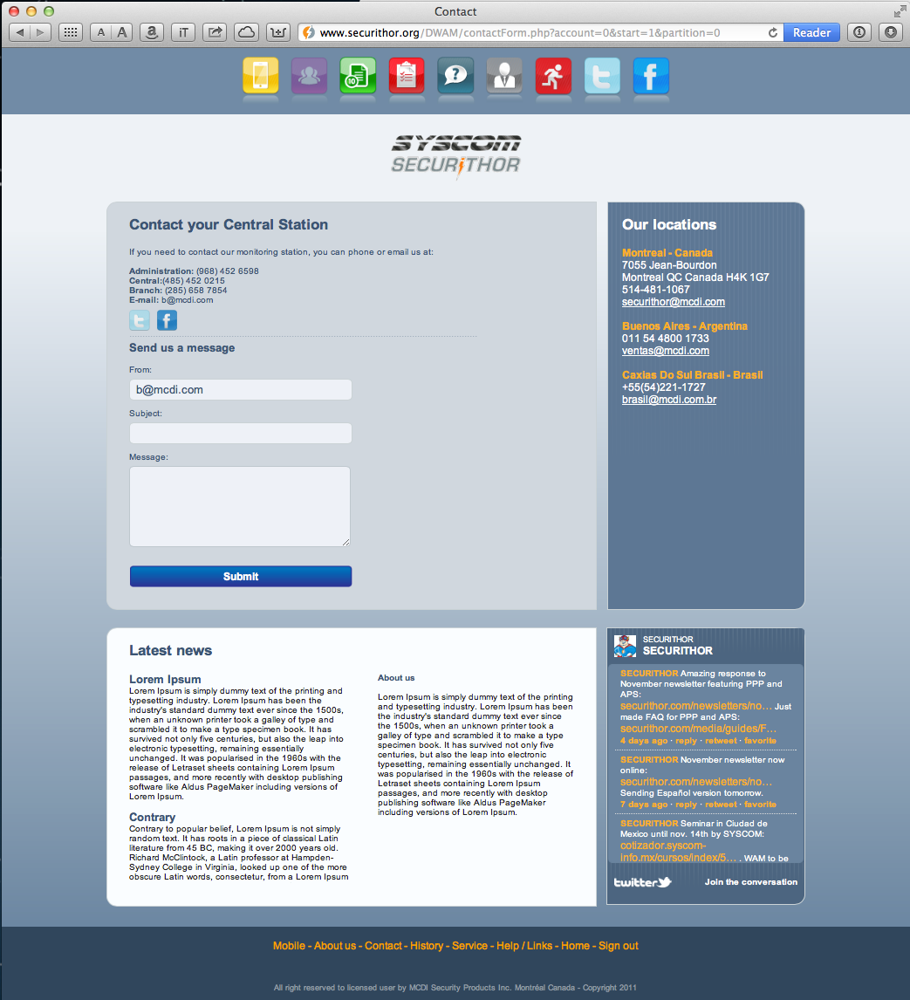 Contact
A A a iT
www.securithor.org/DWAM/contactForm.php?account=0&start=1&partition=0
Reader
10
?
t f
SYSCOM
SECURITHOR
Contact your Central Station
If you need to contact our monitoring station, you can phone or email us at:
Administration: (968) 452 6598
Central:(485) 452 0215
Branch: (285) 658 7854
E-mail: b@mcdi.com
t f
Send us a message
From:
b@mcdi.com
Subject:
Message:
Submit
Our locations
Montreal - Canada
7055 Jean-Bourdon
Montreal QC Canada H4K 1G7
514-481-1067
securithor@mcdi.com
Buenos Aires - Argentina
011 54 4800 1733
ventas@mcdi.com
Caxias Do Sul Brasil - Brasil
+55(54)221-1727
brasil@mcdi.com.br
Latest news
Lorem Ipsum
Lorem Ipsum is simply dummy text of the printing and
typesetting industry. Lorem Ipsum has been the
industry's standard dummy text ever since the 1500s,
when an unknown printer took a galley of type and
scrambled it to make a type specimen book. It has
survived not only five centuries, but also the leap into
electronic typesetting, remaining essentially
unchanged. It was popularised in the 1960s with the
release of Letraset sheets containing Lorem Ipsum
passages, and more recently with desktop publishing
software like Aldus PageMaker including versions of
Lorem Ipsum.
Contrary
Contrary to popular belief, Lorem Ipsum is not simply
random text. It has roots in a piece of classical Latin
literature from 45 BC, making it over 2000 years old.
Richard McClintock, a Latin professor at Hampden-
Sydney College in Virginia, looked up one of the more
obscure Latin words, consectetur, from a Lorem Ipsum
About us
Lorem Ipsum is simply dummy text of the printing
and typesetting industry. Lorem Ipsum has been
the industry's standard dummy text ever since
the 1500s, when an unknown printer took a
galley of type and scrambled it to make a type
specimen book. It has survived not only five
centuries, but also the leap into electronic
typesetting, remaining essentially unchanged. It
was popularised in the 1960s with the release of
Letraset sheets containing Lorem Ipsum
passages, and more recently with desktop
publishing software like Aldus PageMaker
including versions of Lorem Ipsum.
SECURITHOR
SECURITHOR
SECURITHOR Amazing response to
November newsletter featuring PPP and
APS:
securithor.com/newsletters/no... Just
made FAQ for PPP and APS:
securithor.com/media/guides/F...
4 days ago · reply · retweet · favorite
SECURITHOR November newsletter now
online:
securithor.com/newsletters/no...
Sending Español version tomorrow.
7 days ago · reply · retweet · favorite
SECURITHOR Seminar in Ciudad de
Mexico until nov. 14th by SYSCOM:
cotizador.syscom-
info.mx/cursos/index/5... . WAM to be
twitter
Join the conversation
Mobile - About us - Contact - History - Service - Help / Links - Home - Sign out
All right reserved to licensed user by MCDI Security Products Inc. Montréal Canada - Copyright 2011